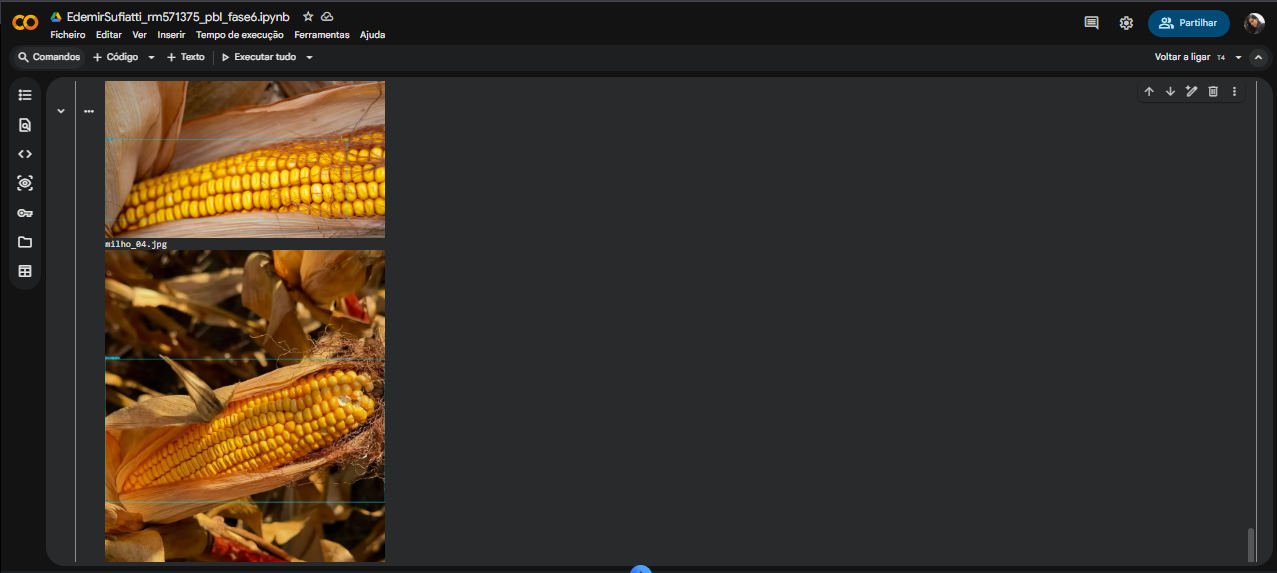 EdemirSufiatti_rm571375_pbl_fase6.ipynb
Partilhar
Ficheiro Editar Ver Inserir Tempo de execução Ferramentas Ajuda
Comandos + Código + Texto Executar tudo
Voltar a ligar T4
milho_04.jpg